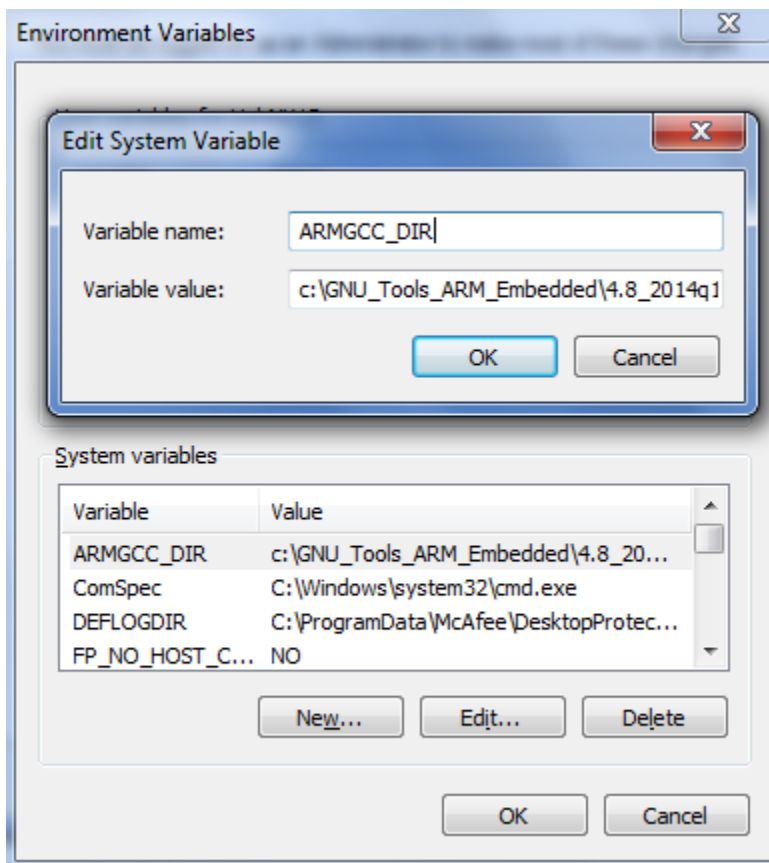 Environment Variables
Edit System Variable
Variable name: ARMGCC_DIR
Variable value: c:\GNU_Tools_ARM_Embedded\4.8_2014q1
OK Cancel
System variables
Variable Value
ARMGCC_DIR c:\GNU_Tools_ARM_Embedded\4.8_20...
ComSpec C:\Windows\system32\cmd.exe
DEFLOGDIR C:\ProgramData\McAfee\DesktopProtec...
FP_NO_HOST_C... NO
New... Edit... Delete
OK Cancel